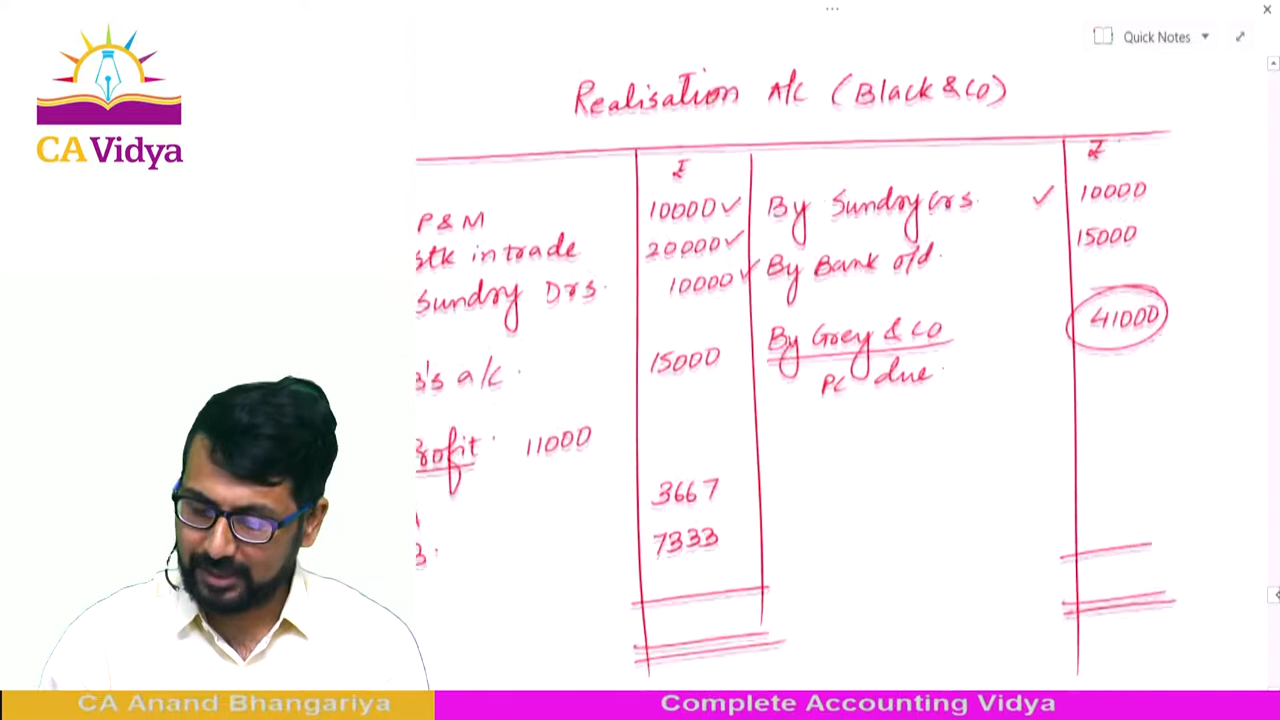 Quick Notes
CA Vidya
Realisation A/c (Black & Co)
₹ ₹
P & M 10000 ✓ By Sundry Crs. ✓ 10000
stk in trade 20000 ✓ By Bank o/d. 15000
Sundry Drs. 10000 ✓
By Grey & Co 41000
's a/c. 15000 PC due.
rofit 11000
3667
7333
CA Anand Bhangariya Complete Accounting Vidya